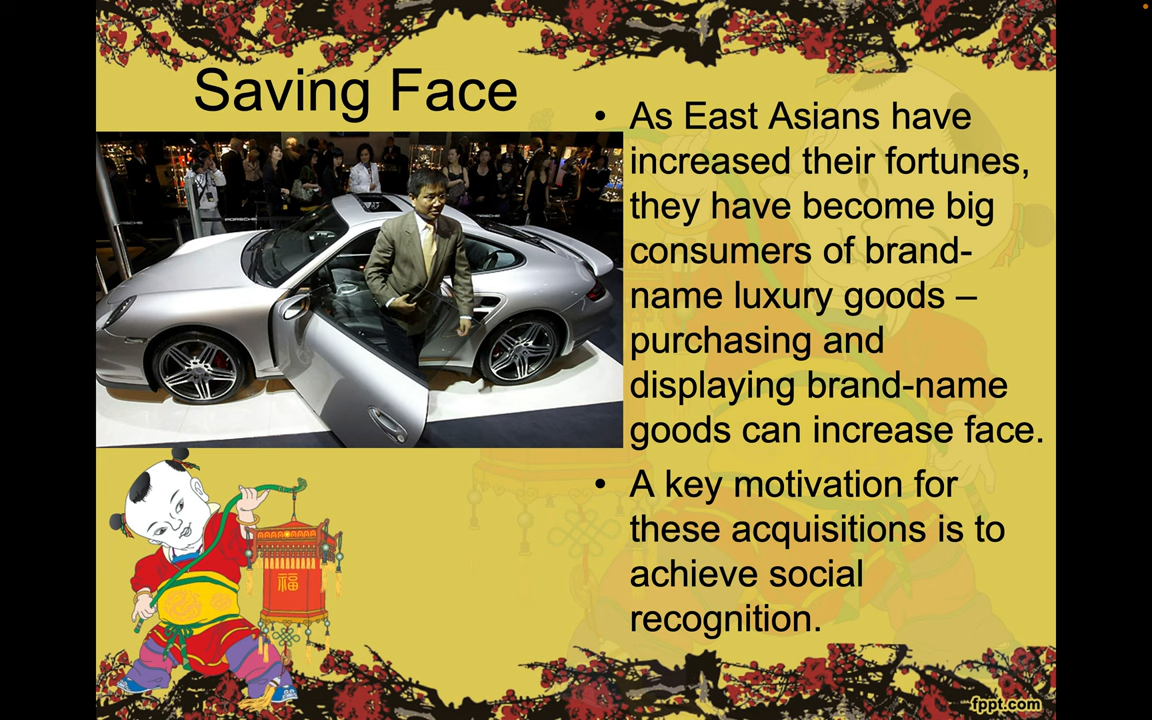 Saving Face
• As East Asians have
increased their fortunes,
they have become big
consumers of brand-
name luxury goods –
purchasing and
displaying brand-name
goods can increase face.
• A key motivation for
these acquisitions is to
achieve social
recognition.
PORSCHE
福
fppt.com